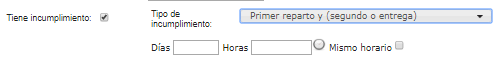 Tiene incumplimiento:
Tipo de incumplimiento:
Primer reparto y (segundo o entrega)
Días Horas Mismo horario